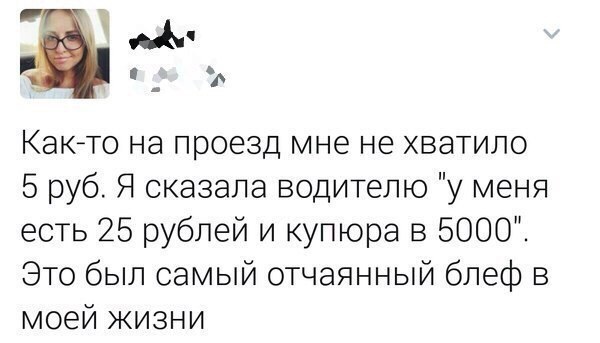 Как-то на проезд мне не хватило
5 руб. Я сказала водителю "у меня
есть 25 рублей и купюра в 5000".
Это был самый отчаянный блеф в
моей жизни